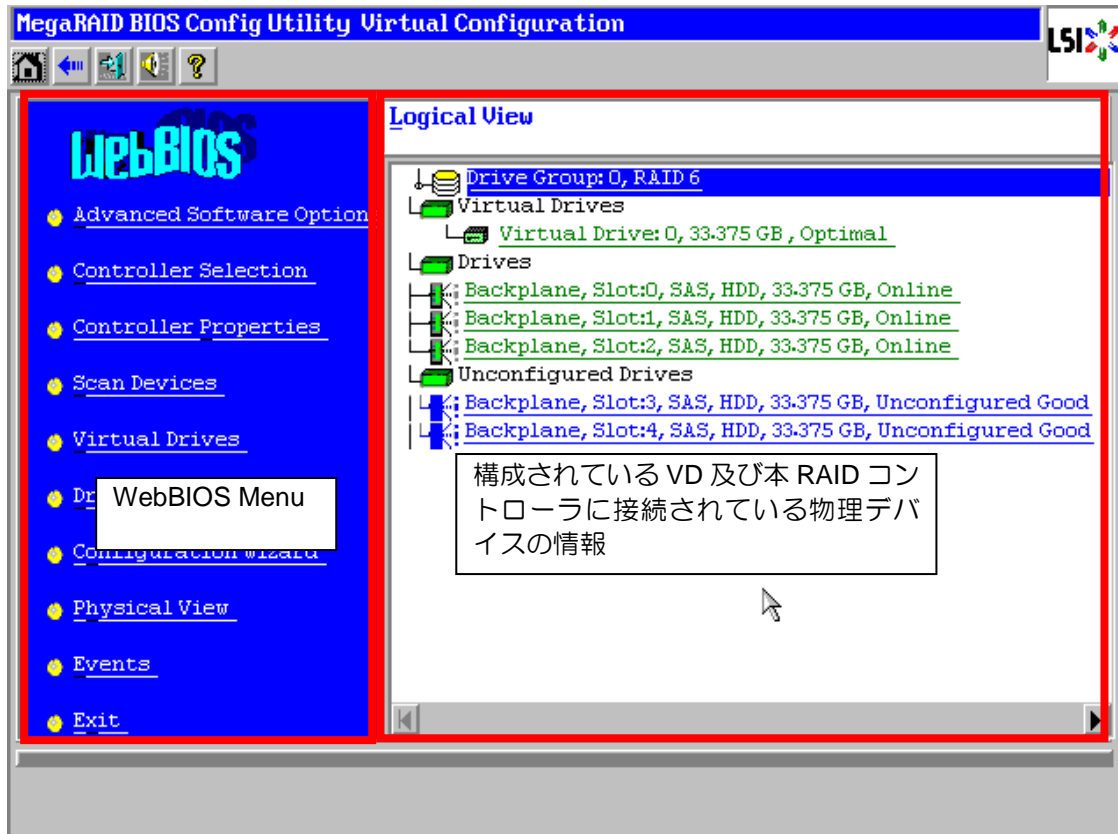 MegaRAID BIOS Config Utility Virtual Configuration
LSI
WebBIOS
Advanced Software Option
Controller Selection
Controller Properties
Scan Devices
Virtual Drives
Dr
WebBIOS Menu
Configuration Wizard
Physical View
Events
Exit
Logical View
Drive Group: 0, RAID 6
Virtual Drives
Virtual Drive: 0, 33.375 GB , Optimal
Drives
Backplane, Slot:0, SAS, HDD, 33.375 GB, Online
Backplane, Slot:1, SAS, HDD, 33.375 GB, Online
Backplane, Slot:2, SAS, HDD, 33.375 GB, Online
Unconfigured Drives
Backplane, Slot:3, SAS, HDD, 33.375 GB, Unconfigured Good
Backplane, Slot:4, SAS, HDD, 33.375 GB, Unconfigured Good
構成されている VD 及び本 RAID コン
トローラに接続されている物理デバ
イスの情報